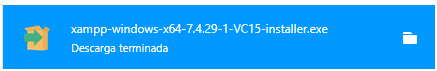 xampp-windows-x64-7.4.29-1-VC15-installer.exe
Descarga terminada